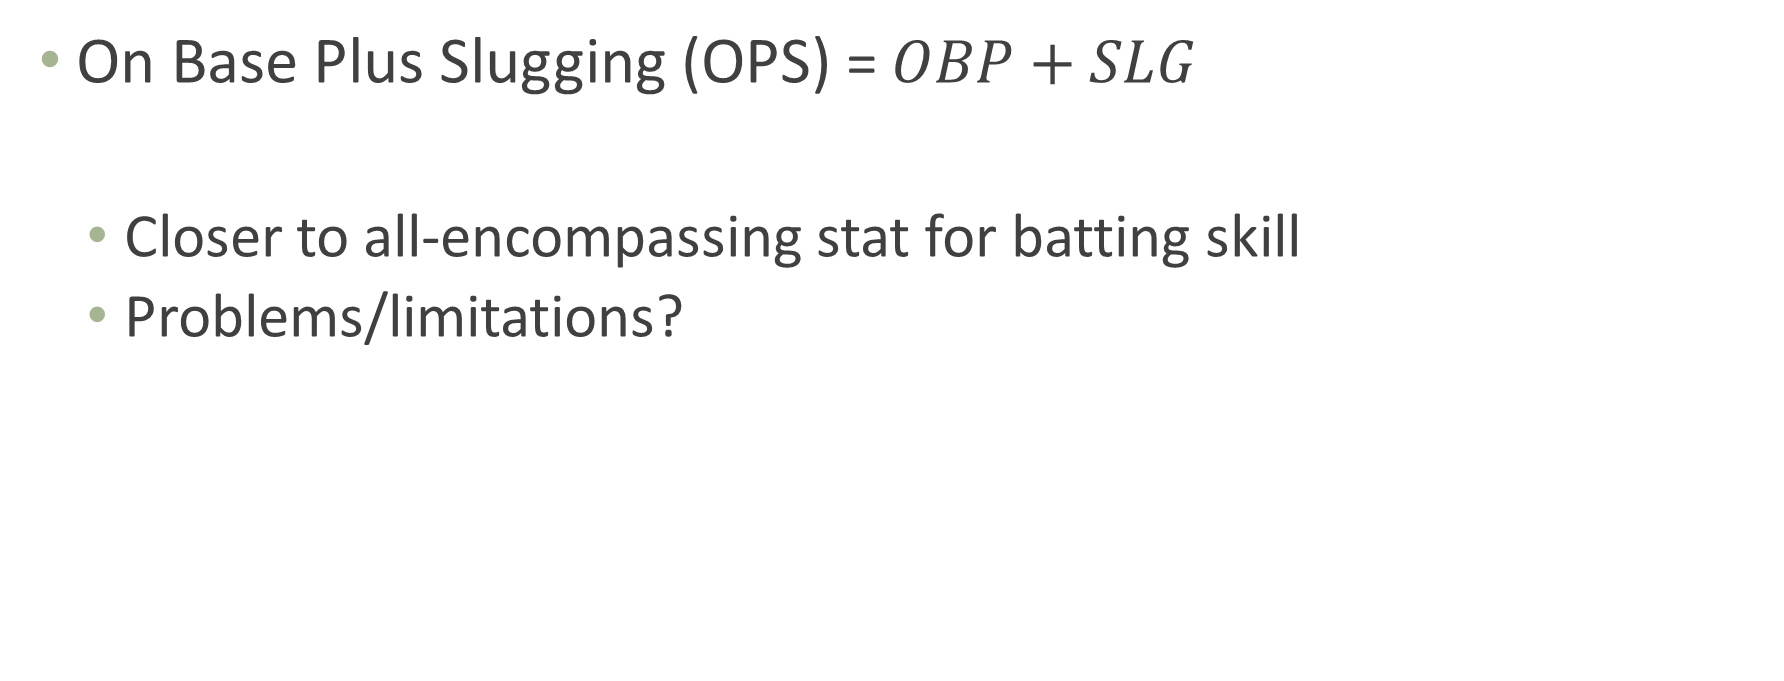 • On Base Plus Slugging (OPS) = 𝑂𝐵𝑃 + 𝑆𝐿𝐺
• Closer to all-encompassing stat for batting skill
• Problems/limitations?